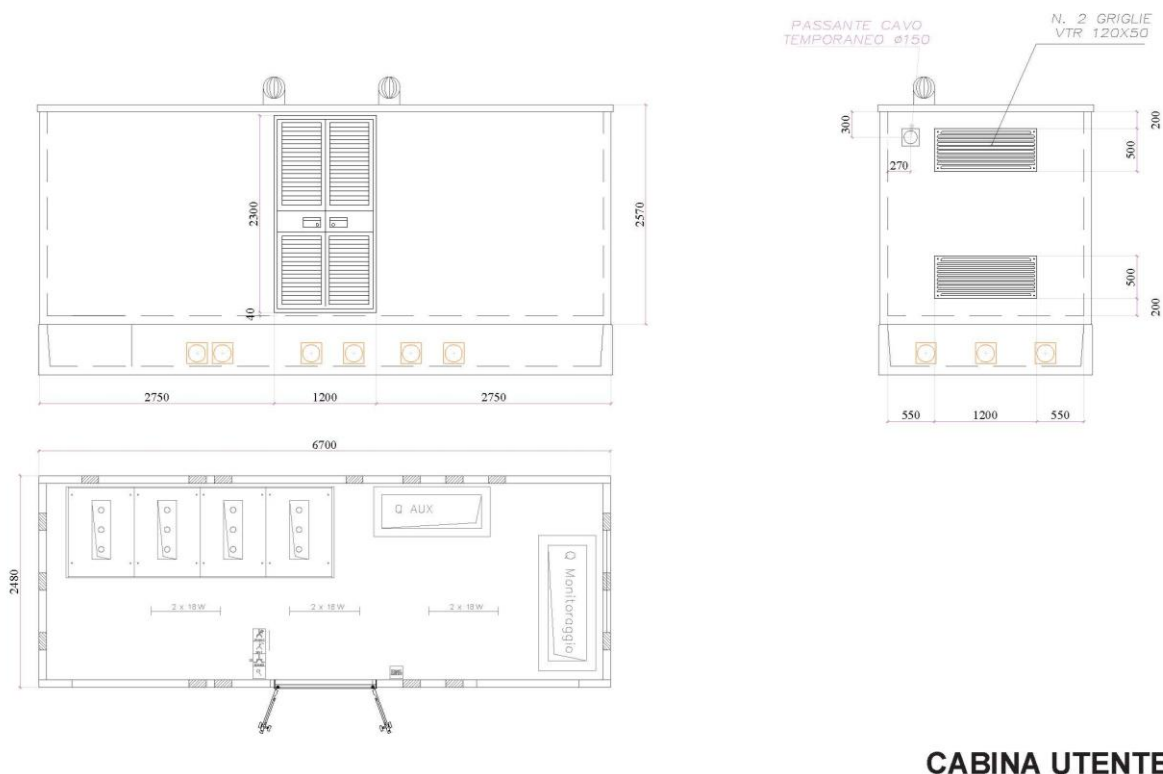 PASSANTE CAVO
TEMPORANEO ø150
N. 2 GRIGLIE
VTR 120X50
300
270
200
500
500
200
2300
40
2570
2750
1200
2750
550
1200
550
6700
2480
Q AUX
Q Monitoraggio
2 x 18W
2 x 18W
2 x 18W
CABINA UTENTE